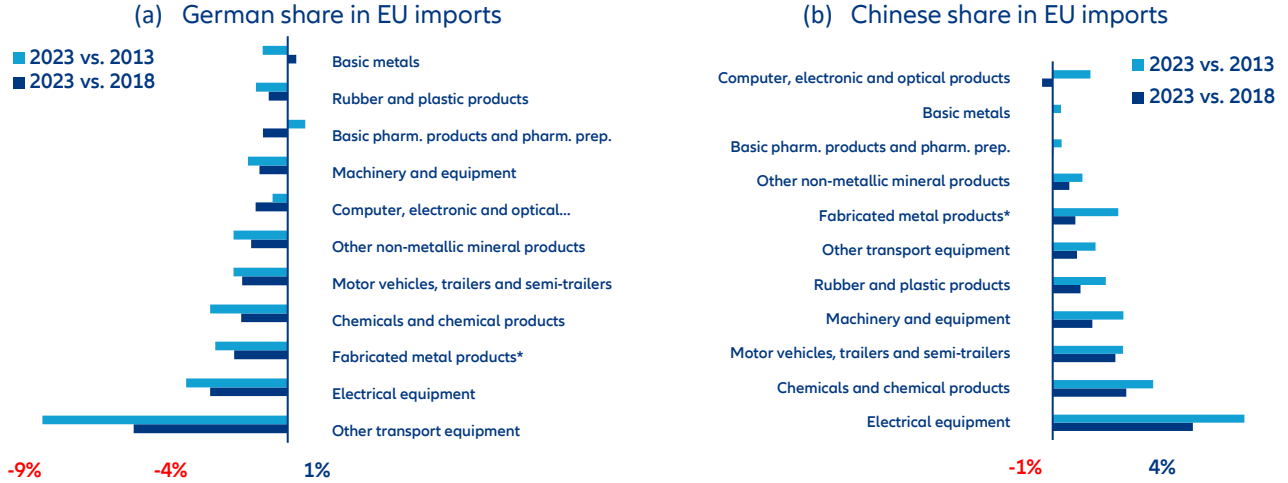 (a) German share in EU imports
2023 vs. 2013
2023 vs. 2018
Basic metals
Rubber and plastic products
Basic pharm. products and pharm. prep.
Machinery and equipment
Computer, electronic and optical...
Other non-metallic mineral products
Motor vehicles, trailers and semi-trailers
Chemicals and chemical products
Fabricated metal products*
Electrical equipment
Other transport equipment
-9% -4% 1%
(b) Chinese share in EU imports
2023 vs. 2013
2023 vs. 2018
Computer, electronic and optical products
Basic metals
Basic pharm. products and pharm. prep.
Other non-metallic mineral products
Fabricated metal products*
Other transport equipment
Rubber and plastic products
Machinery and equipment
Motor vehicles, trailers and semi-trailers
Chemicals and chemical products
Electrical equipment
-1% 4%